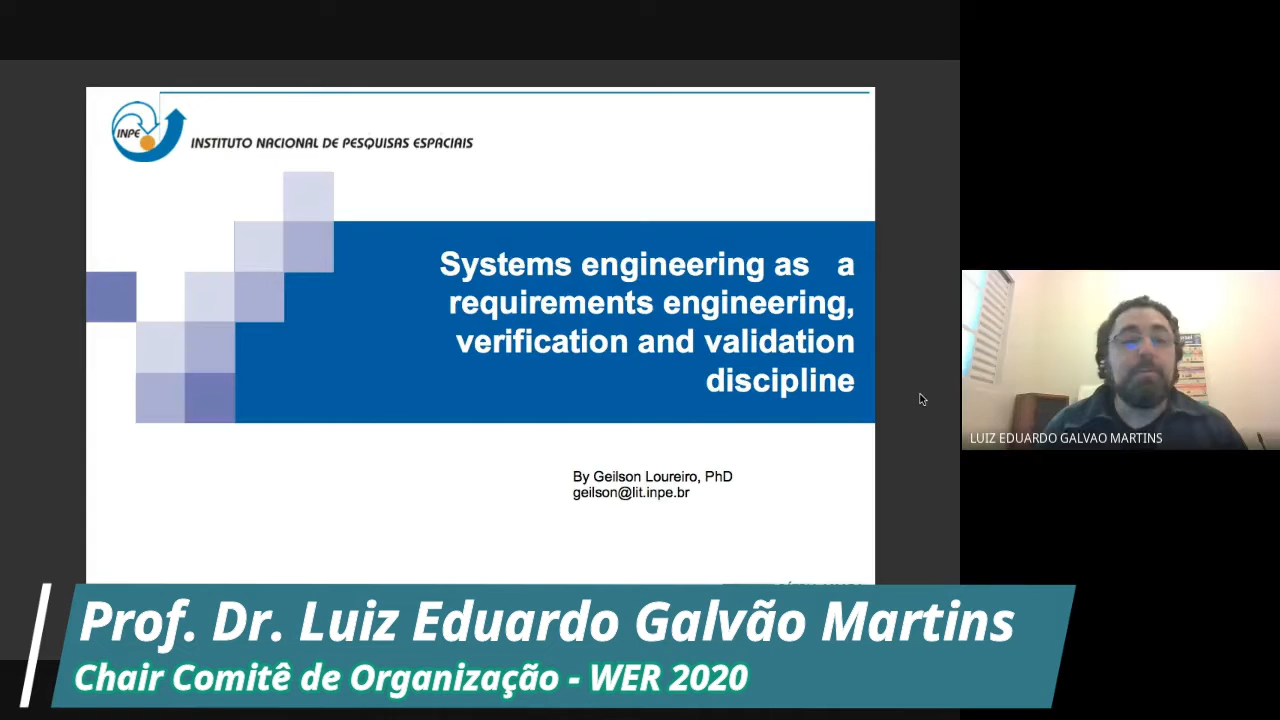 INPE
INSTITUTO NACIONAL DE PESQUISAS ESPACIAIS
Systems engineering as a
requirements engineering,
verification and validation
discipline
By Geilson Loureiro, PhD
geilson@lit.inpe.br
LUIZ EDUARDO GALVAO MARTINS
Prof. Dr. Luiz Eduardo Galvão Martins
Chair Comitê de Organização - WER 2020